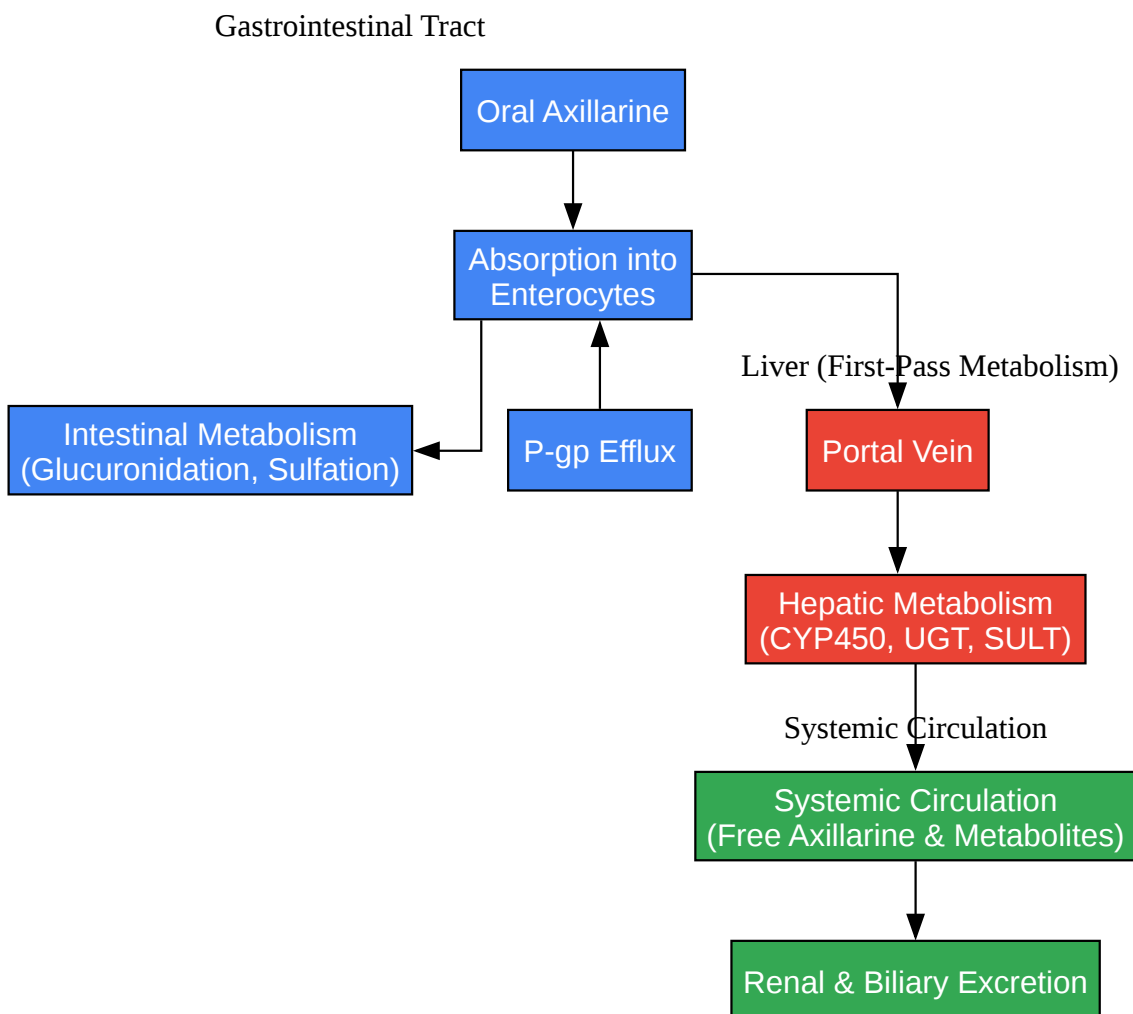 Gastrointestinal Tract
Oral Axillarine
Absorption into
Enterocytes
Liver (First-Pass Metabolism)
Intestinal Metabolism
(Glucuronidation, Sulfation)
P-gp Efflux
Portal Vein
Hepatic Metabolism
(CYP450, UGT, SULT)
Systemic Circulation
Systemic Circulation
(Free Axillarine & Metabolites)
Renal & Biliary Excretion